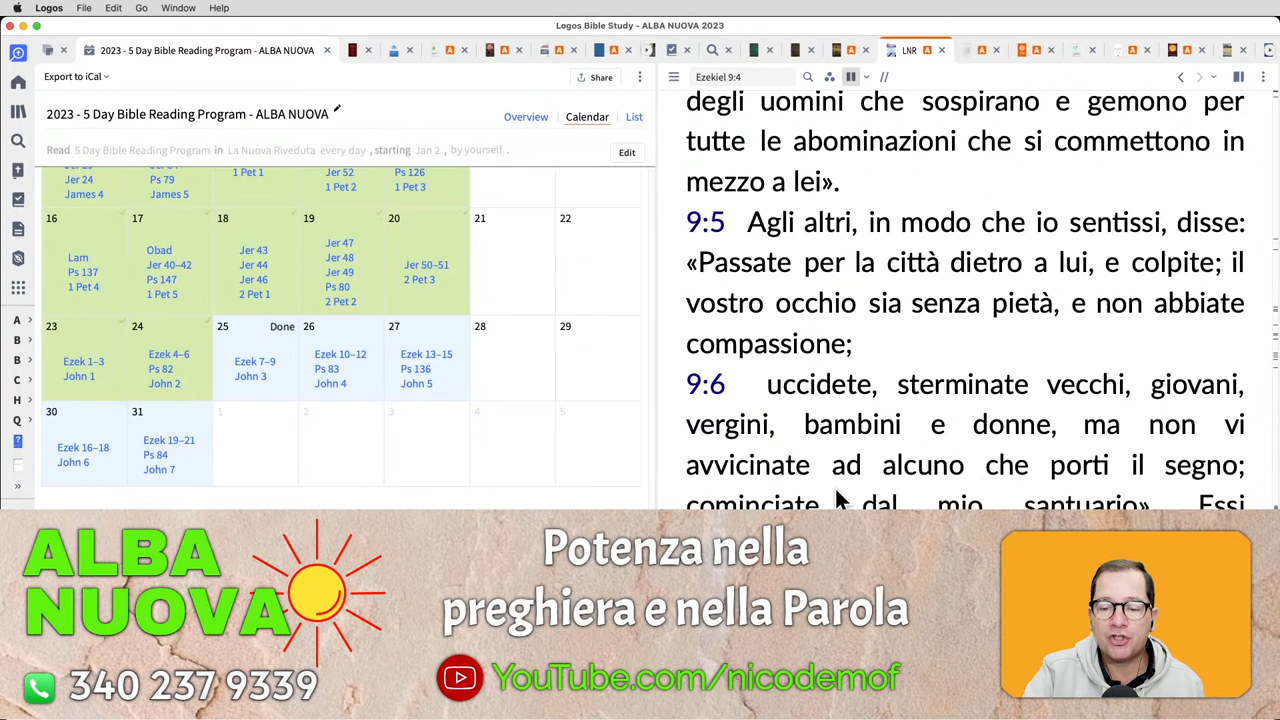 Logos File Edit Go Window Help
Logos Bible Study - ALBA NUOVA 2023
2023 - 5 Day Bible Reading Program - ALBA NUOVA
LNR
Export to iCal
Share
Ezekiel 9:4
2023 - 5 Day Bible Reading Program - ALBA NUOVA
Overview Calendar List
Read 5 Day Bible Reading Program in La Nuova Riveduta every day , starting Jan 2 , by yourself .
Edit
Jer 24
James 4
Ps 79
James 5
1 Pet 1
Jer 52
1 Pet 2
Ps 126
1 Pet 3
16
Lam
Ps 137
1 Pet 4
17
Obad
Jer 40–42
Ps 147
1 Pet 5
18
Jer 43
Jer 44
Jer 46
2 Pet 1
19
Jer 47
Jer 48
Jer 49
Ps 80
2 Pet 2
20
Jer 50–51
2 Pet 3
21
22
23
Ezek 1–3
John 1
24
Ezek 4–6
Ps 82
John 2
25 Done
Ezek 7–9
John 3
26
Ezek 10–12
Ps 83
John 4
27
Ezek 13–15
Ps 136
John 5
28
29
30
Ezek 16–18
John 6
31
Ezek 19–21
Ps 84
John 7
1
2
3
4
5
A
B
B
C
H
Q
degli uomini che sospirano e gemono per
tutte le abominazioni che si commettono in
mezzo a lei».
9:5 Agli altri, in modo che io sentissi, disse:
«Passate per la città dietro a lui, e colpite; il
vostro occhio sia senza pietà, e non abbiate
compassione;
9:6 uccidete, sterminate vecchi, giovani,
vergini, bambini e donne, ma non vi
avvicinate ad alcuno che porti il segno;
cominciate dal mio santuario». Essi
ALBA
NUOVA
340 237 9339
Potenza nella
preghiera e nella Parola
YouTube.com/nicodemof